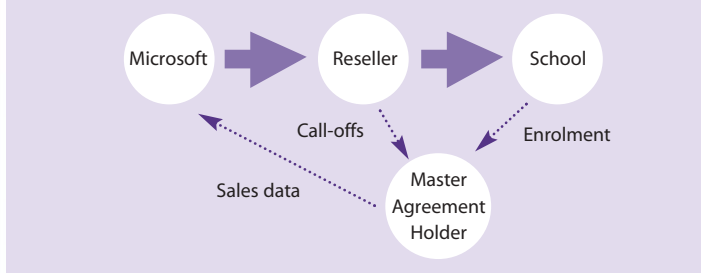 Microsoft
Reseller
School
Call-offs
Enrolment
Sales data
Master
Agreement
Holder